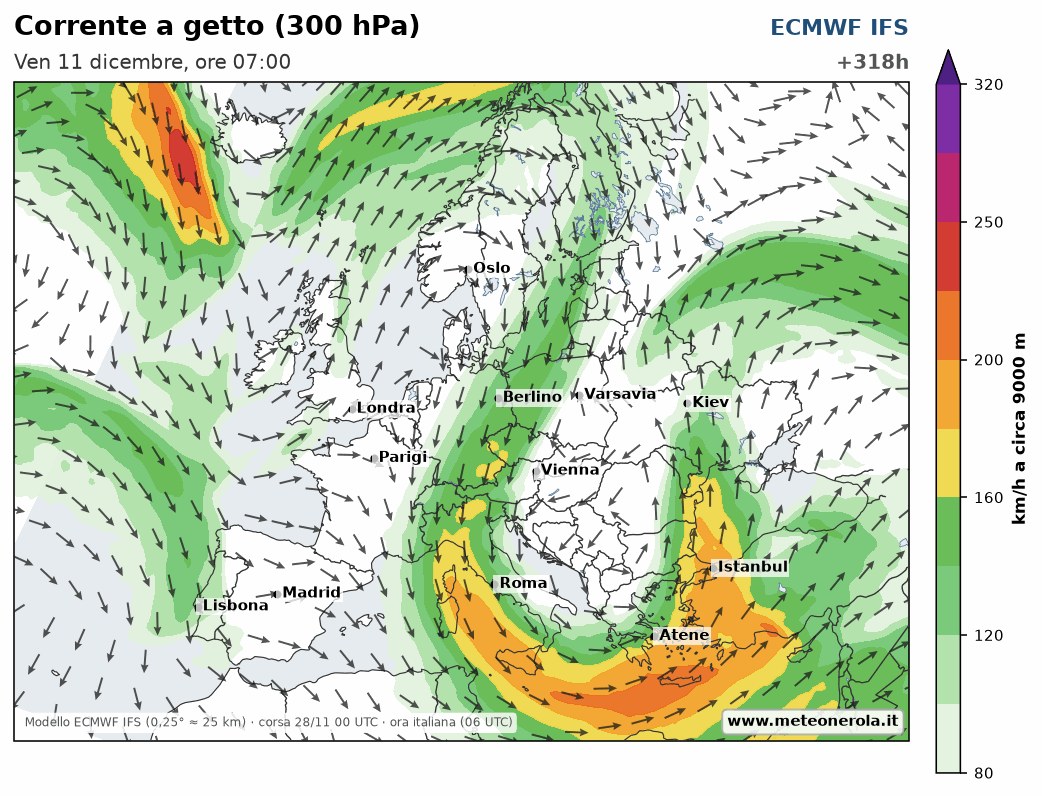 Corrente a getto (300 hPa)
ECMWF IFS
Ven 11 dicembre, ore 07:00
+318h
320
250
200
160
120
80
km/h a circa 9000 m
Oslo
Berlino
Varsavia
Kiev
Londra
Parigi
Vienna
Istanbul
Roma
Madrid
Lisbona
Atene
Modello ECMWF IFS (0,25° ≈ 25 km) · corsa 28/11 00 UTC · ora italiana (06 UTC)
www.meteonerola.it